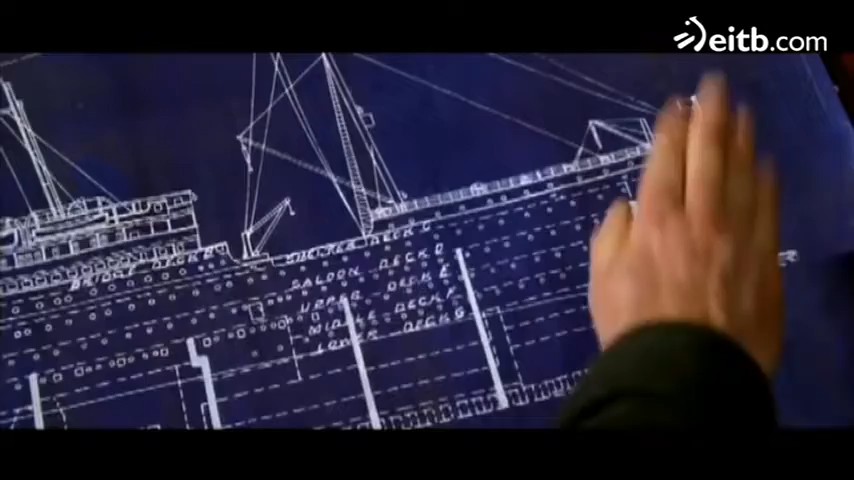 eitb.com
BRIDGE DECK B
SHELTER DECK C
SALOON DECK D
UPPER DECK E
MIDDLE DECK F
LOWER DECK G